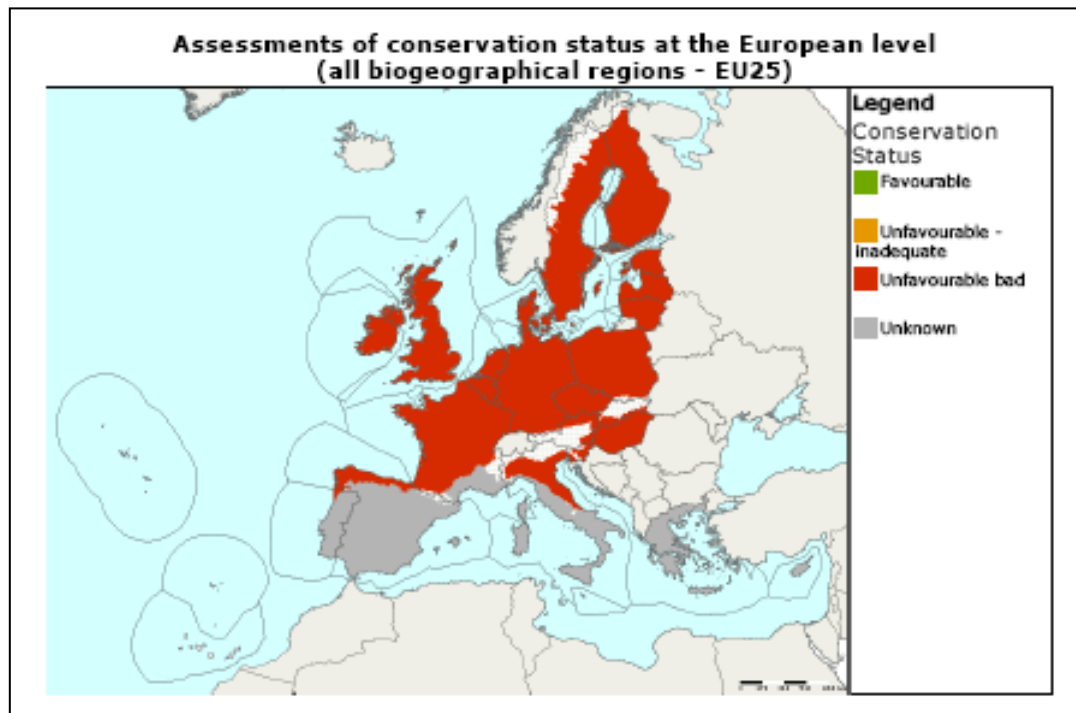 Assessments of conservation status at the European level
(all biogeographical regions - EU25)
Legend
Conservation
Status
Favourable
Unfavourable -
inadequate
Unfavourable bad
Unknown